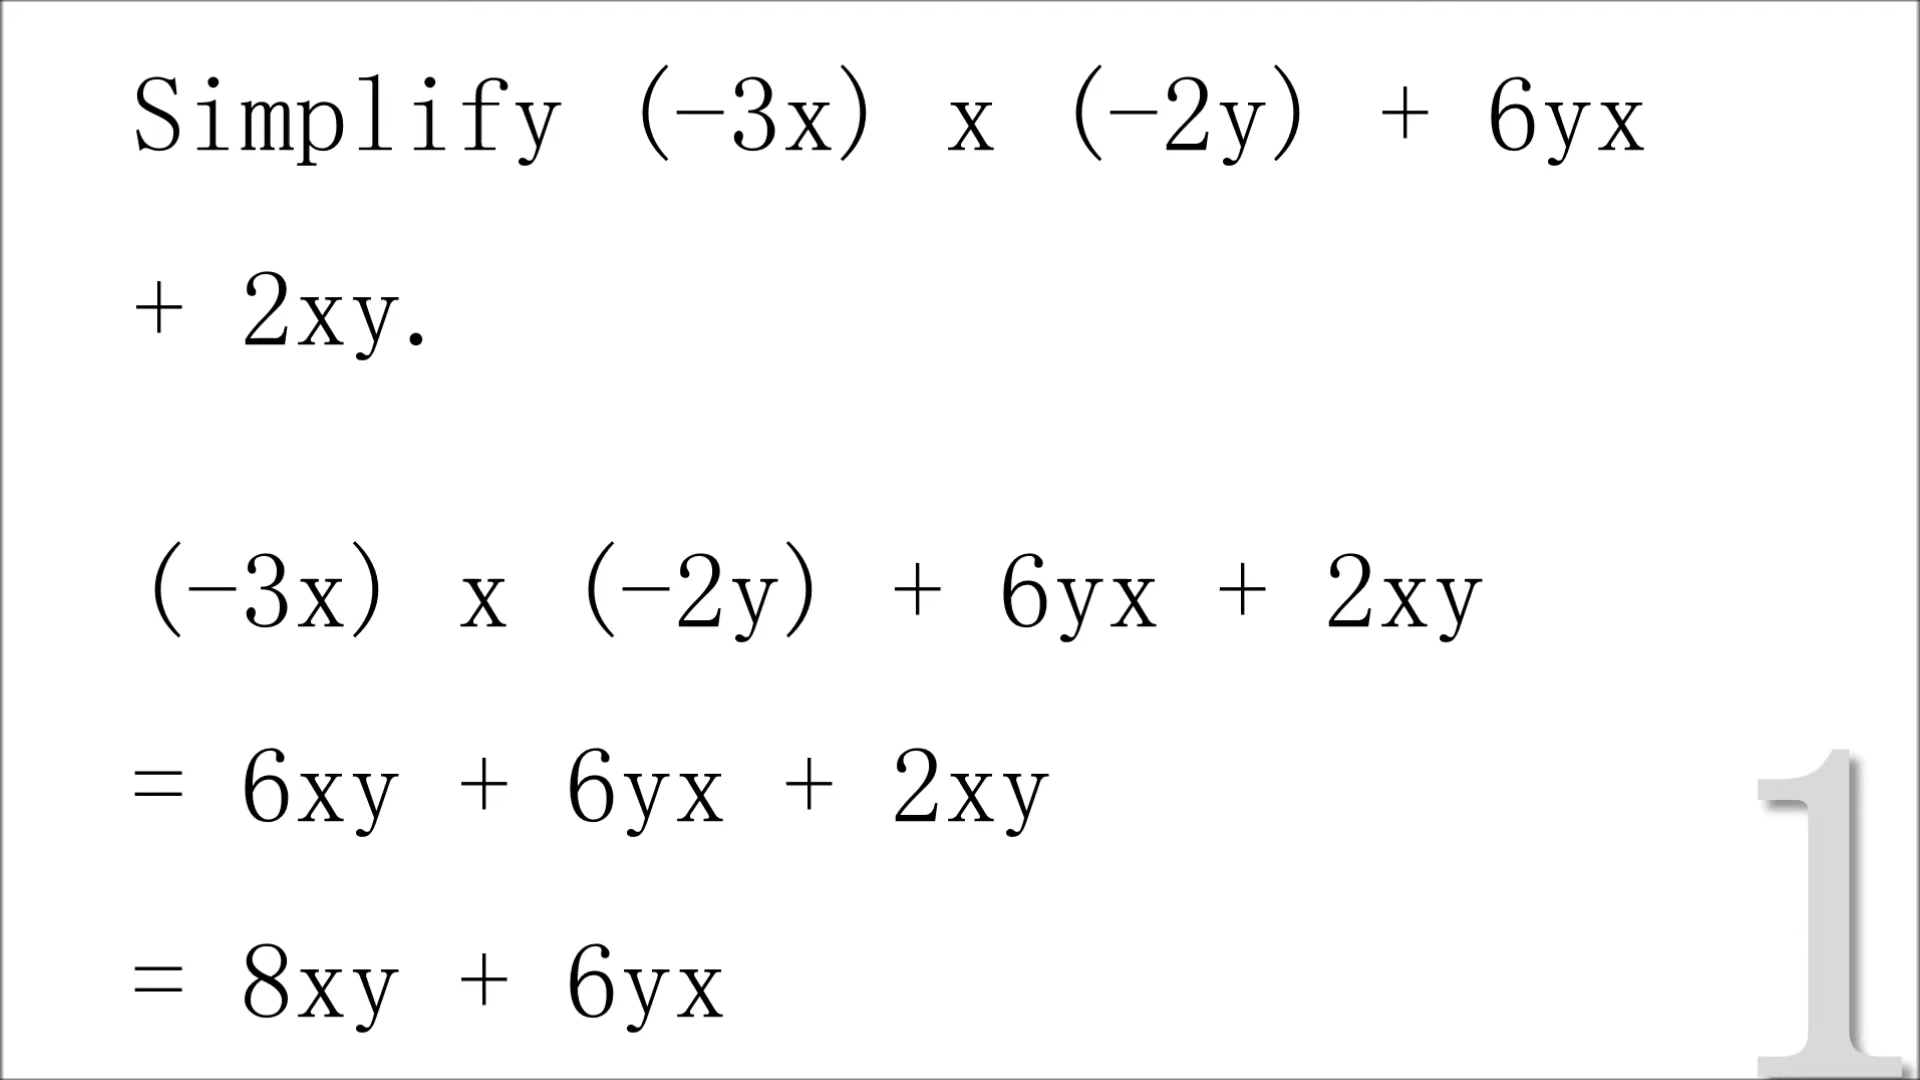 Simplify (-3x) x (-2y) + 6yx
+ 2xy.
(-3x) x (-2y) + 6yx + 2xy
= 6xy + 6yx + 2xy
= 8xy + 6yx
1